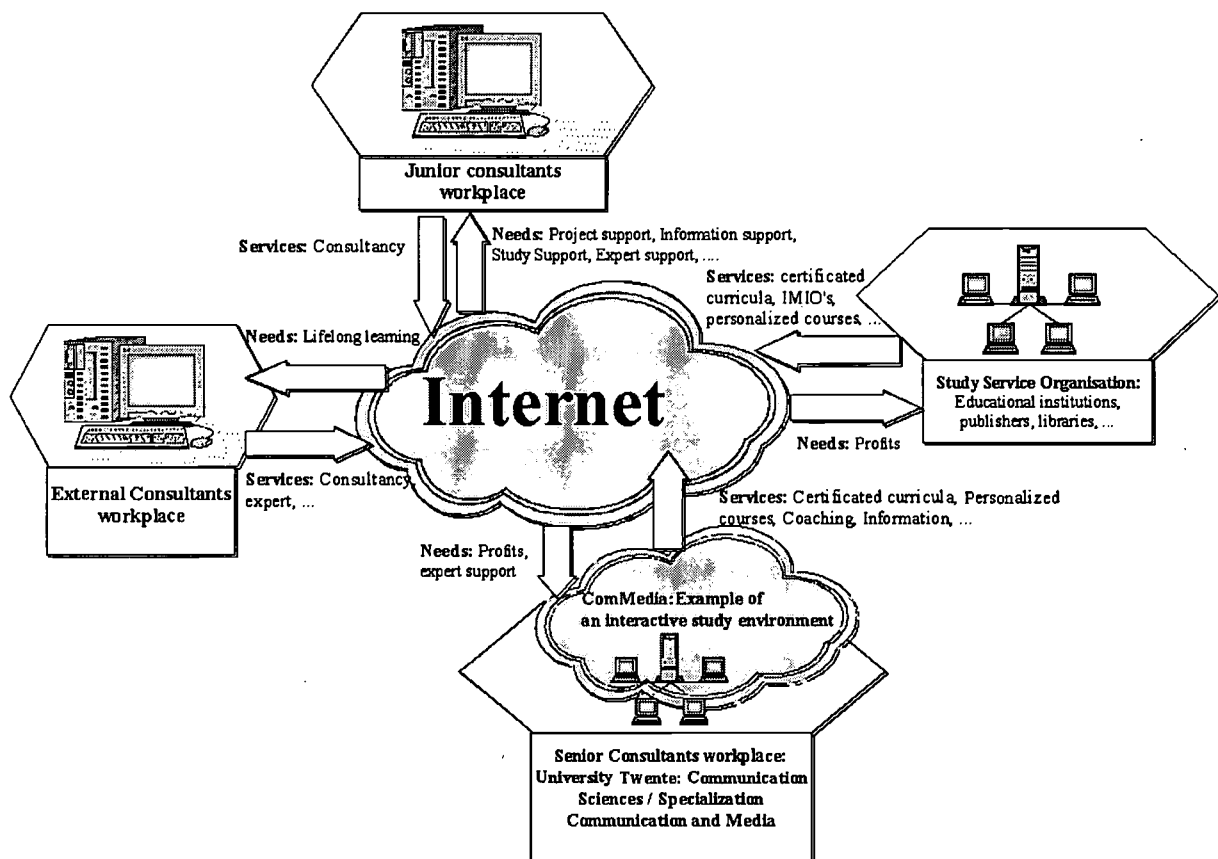 Junior consultants
workplace
Services: Consultancy
Needs: Project support, Information support,
Study Support, Expert support, ....
Services: certificated
curricula, IMIO's,
personalized courses, ...
Needs: Lifelong learning
Internet
Study Service Organisation:
Educational institutions,
publishers, libraries, ...
Needs: Profits
External Consultants
workplace
Services: Consultancy
expert, ...
Services: Certificated curricula, Personalized
courses, Coaching, Information, ...
Needs: Profits,
expert support
ComMedia: Example of
an interactive study environment
Senior Consultants workplace:
University Twente: Communication
Sciences / Specialization
Communication and Media